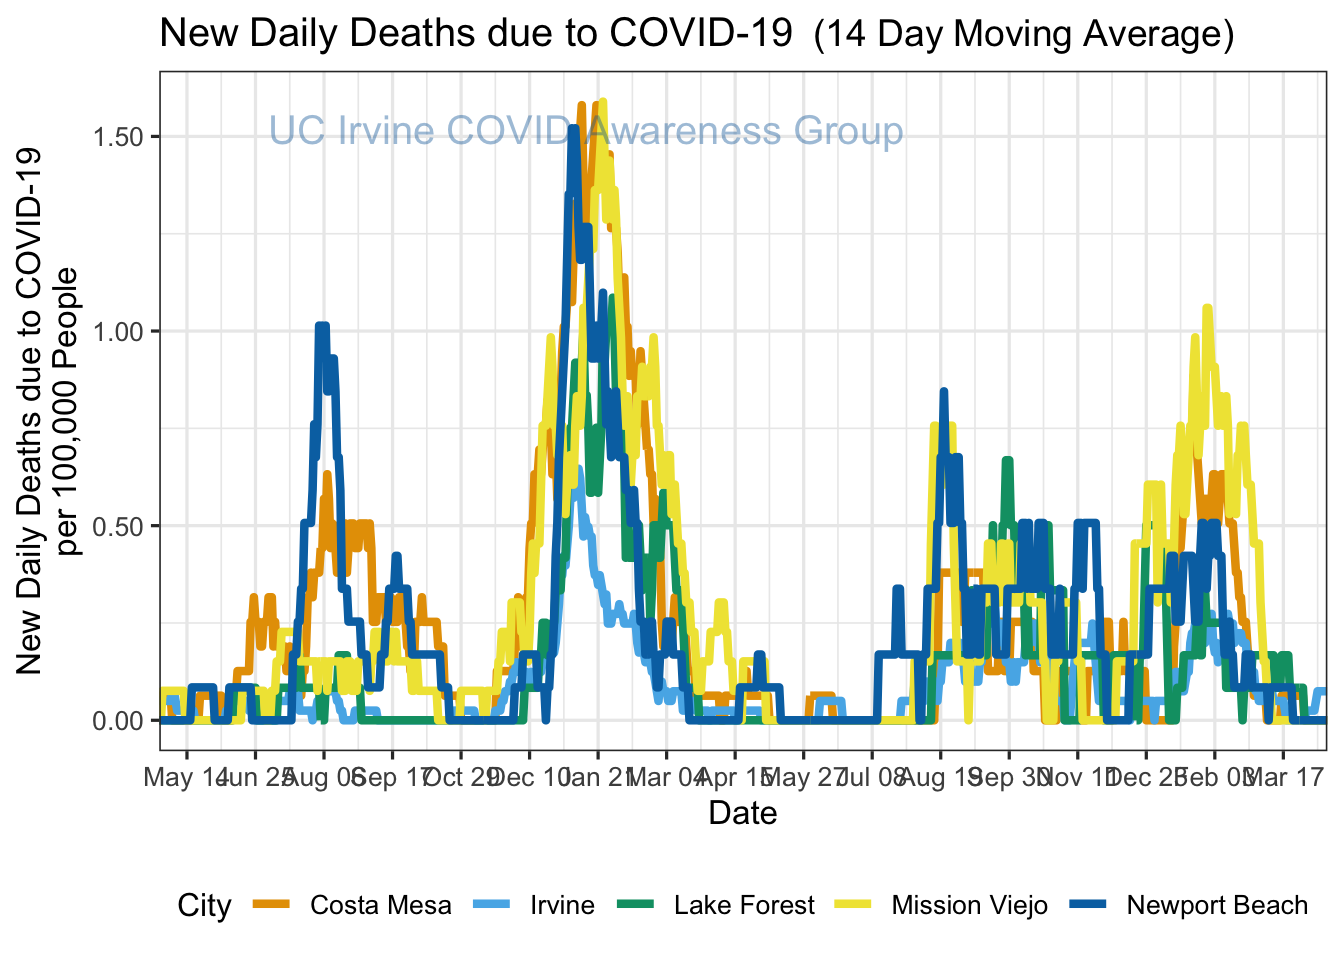 New Daily Deaths due to COVID-19 (14 Day Moving Average)
UC Irvine COVID Awareness Group
New Daily Deaths due to COVID-19
per 100,000 People
1.50
1.00
0.50
0.00
May 14 Jun 25 Aug 06 Sep 17 Oct 29 Dec 10 Jan 21 Mar 04 Apr 15 May 27 Jul 08 Aug 19 Sep 30 Nov 11 Dec 23 Feb 03 Mar 17
Date
City Costa Mesa Irvine Lake Forest Mission Viejo Newport Beach